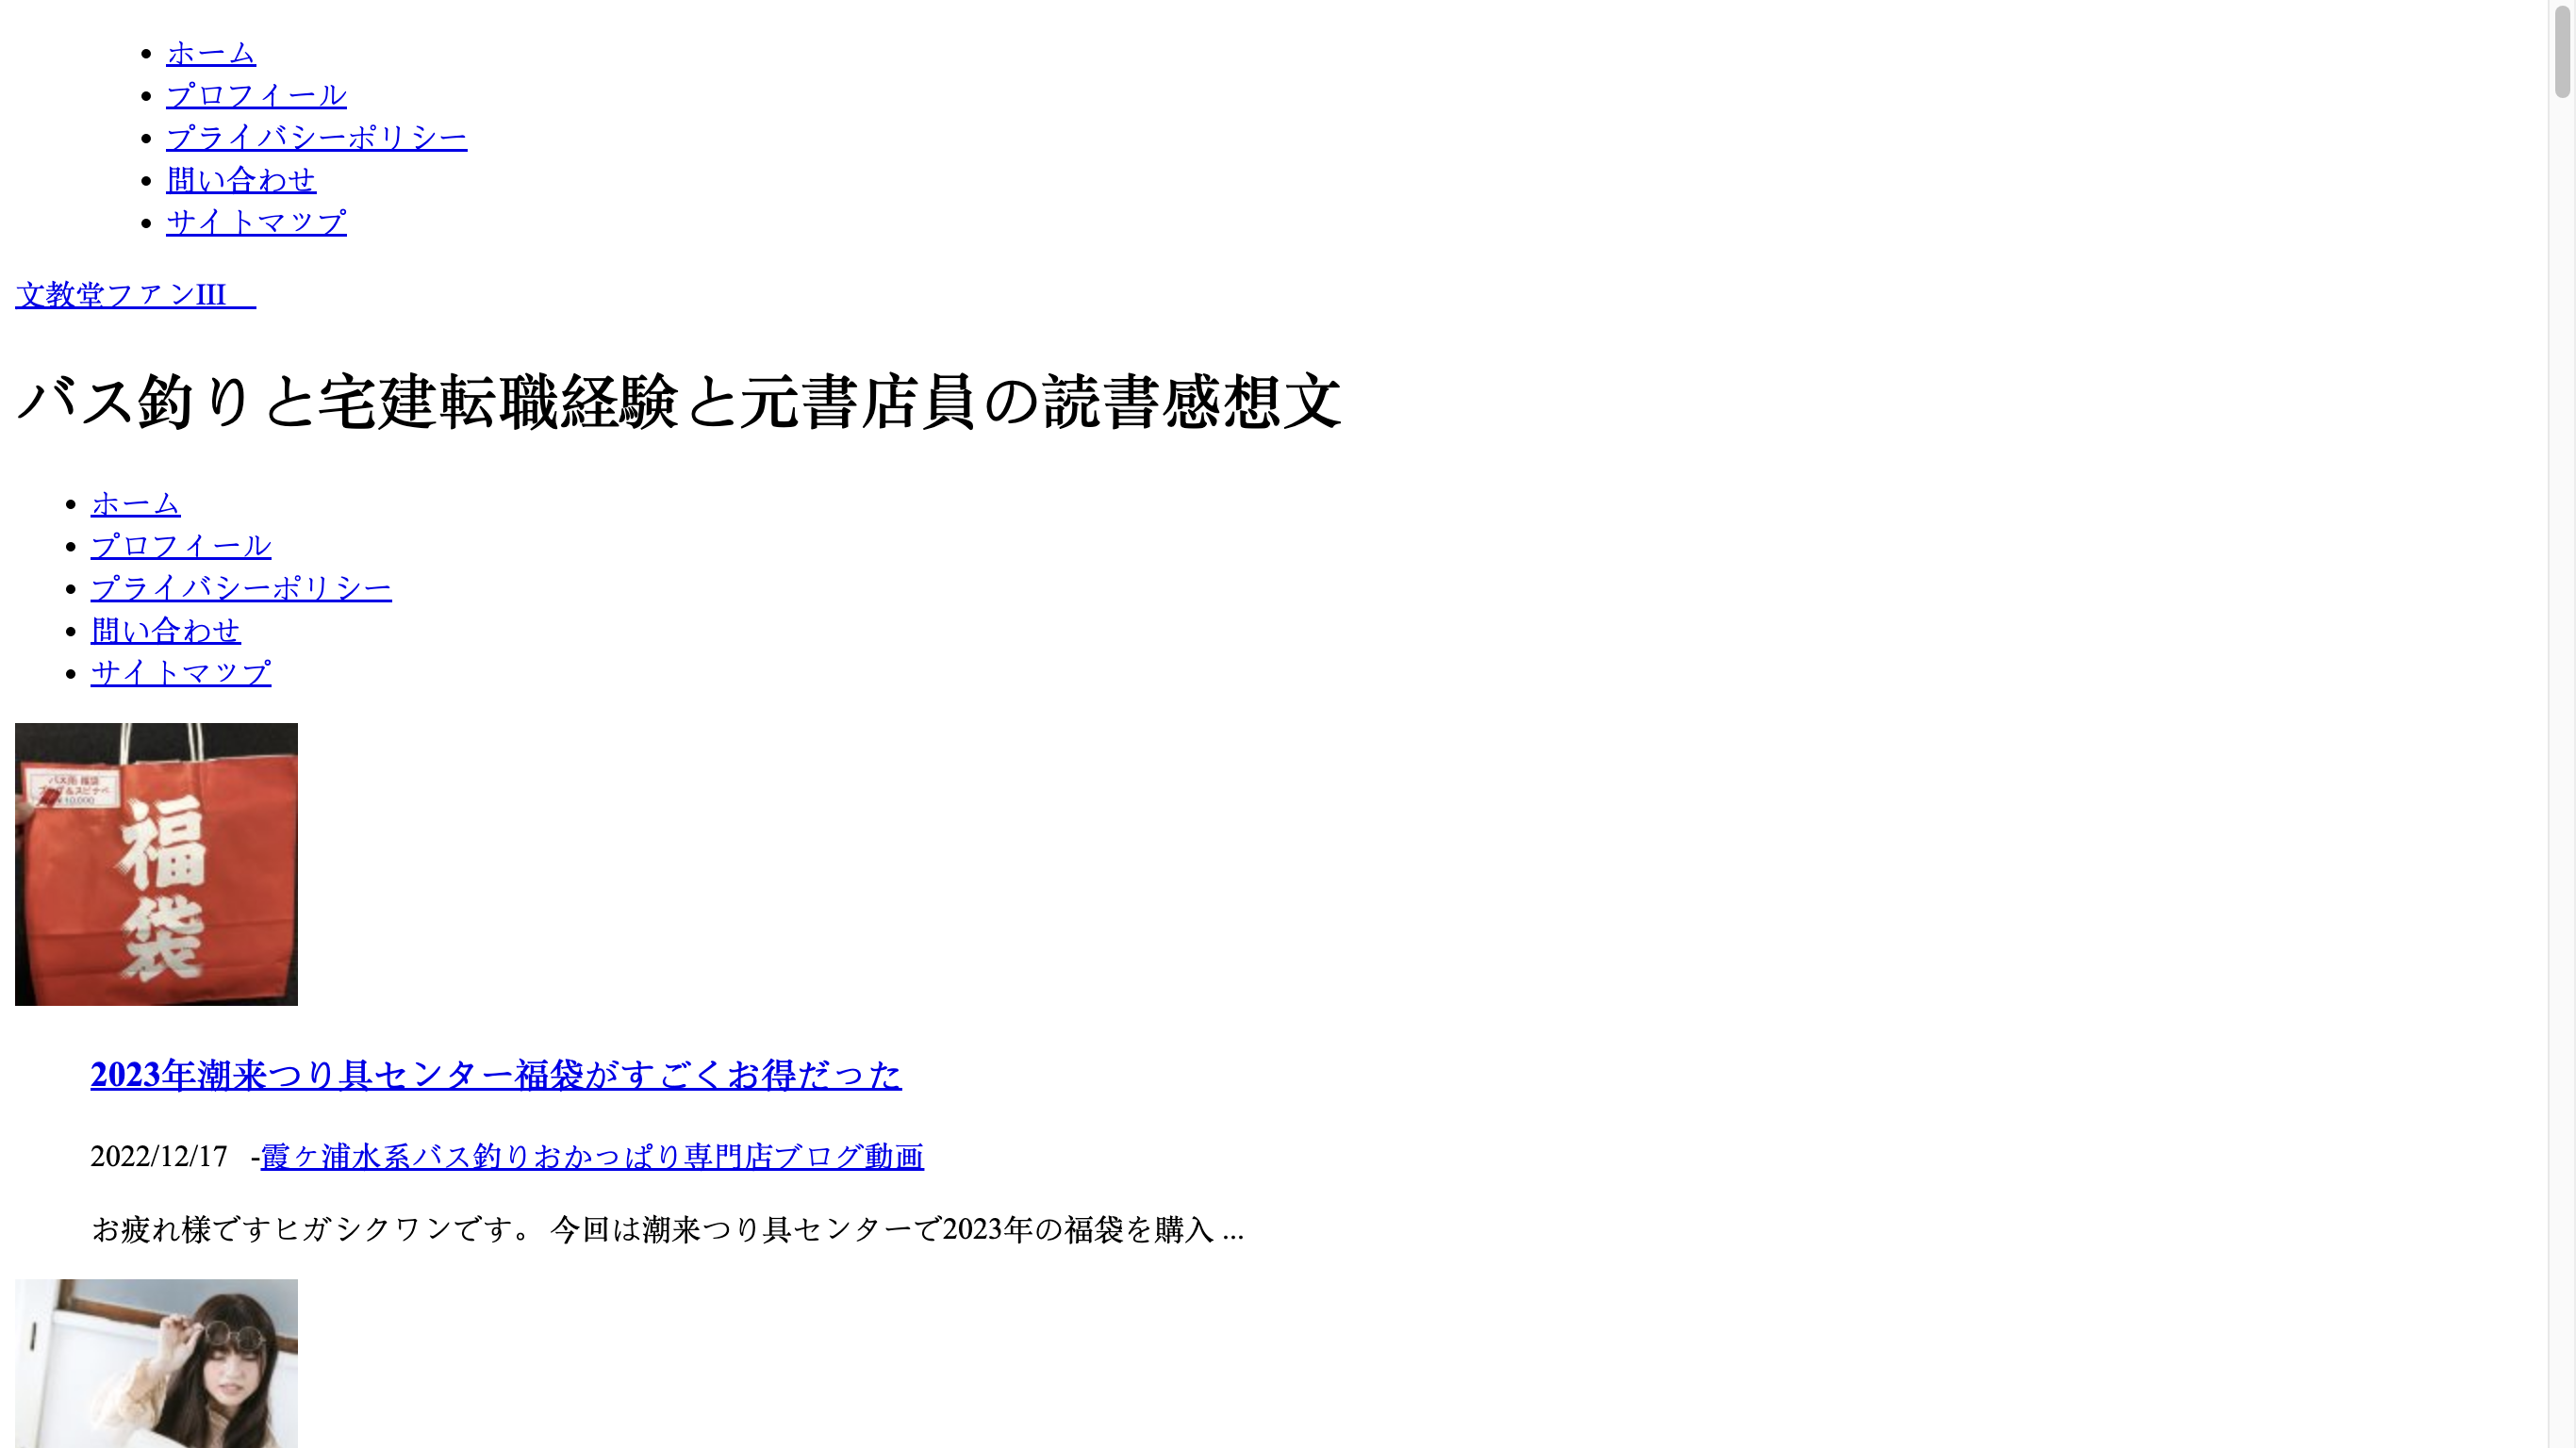 ホーム
プロフィール
プライバシーポリシー
問い合わせ
サイトマップ
文教堂ファンIII
バス釣りと宅建転職経験と元書店員の読書感想文
ホーム
プロフィール
プライバシーポリシー
問い合わせ
サイトマップ
バス用 福袋
¥10,000
福袋
2023年潮来つり具センター福袋がすごくお得だった
2022/12/17 -霞ケ浦水系バス釣りおかっぱり専門店ブログ動画
お疲れ様ですヒガシクワンです。 今回は潮来つり具センターで2023年の福袋を購入 ...